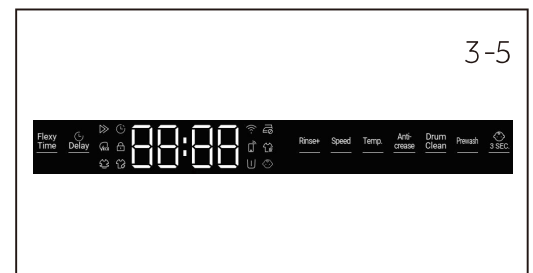 3-5
Flexy
Time
Delay
88:88
Rinse+
Speed
Temp.
Anti-
crease
Drum
Clean
Prewash
3 SEC.